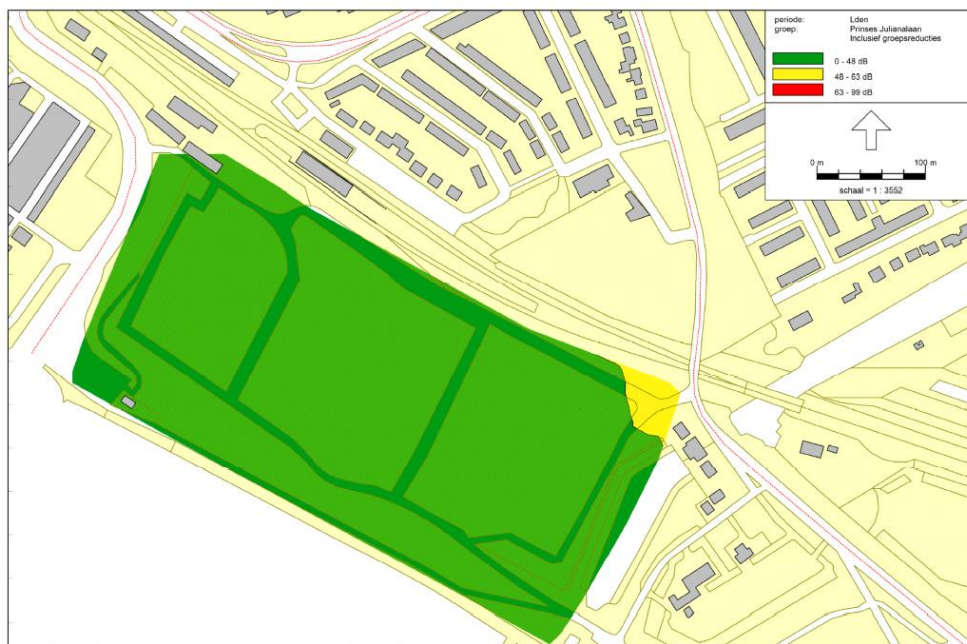 periode: Lden
groep: Prinses Julianalaan
Inclusief groepsreducties
0 - 48 dB
48 - 63 dB
63 - 99 dB
0 m 100 m
schaal = 1 : 3552